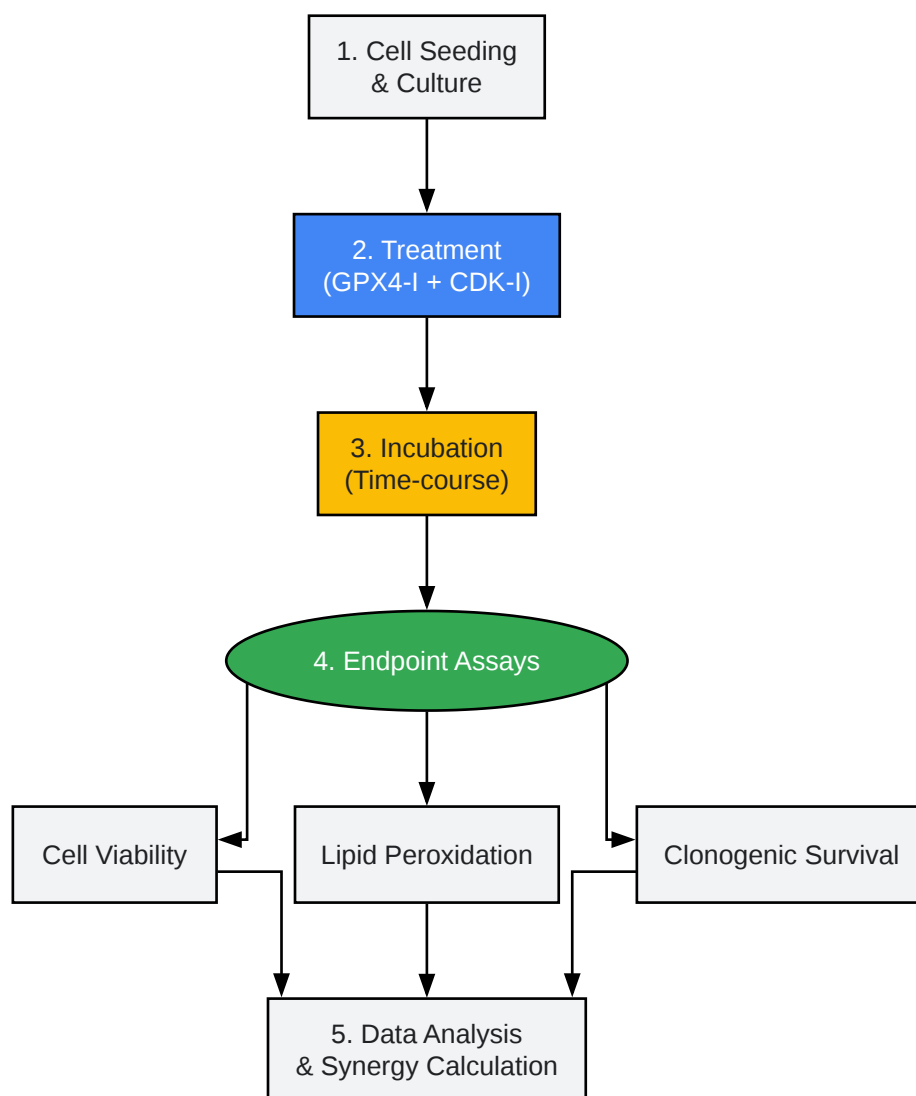 1. Cell Seeding
& Culture
2. Treatment
(GPX4-I + CDK-I)
3. Incubation
(Time-course)
4. Endpoint Assays
Cell Viability
Lipid Peroxidation
Clonogenic Survival
5. Data Analysis
& Synergy Calculation